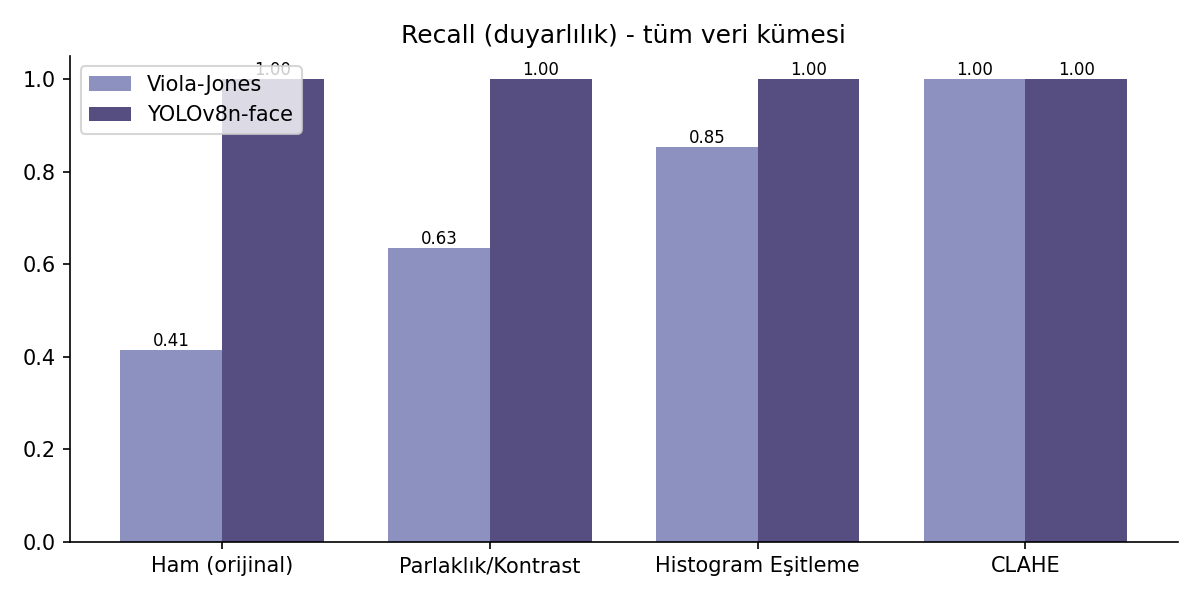 Recall (duyarlılık) - tüm veri kümesi
Viola-Jones
YOLOv8n-face
1.0
0.8
0.6
0.4
0.2
0.0
0.41
1.00
0.63
1.00
0.85
1.00
1.00
1.00
Ham (orijinal)
Parlaklık/Kontrast
Histogram Eşitleme
CLAHE